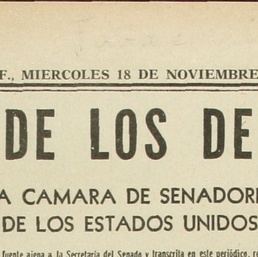 F., MIERCOLES 18 DE NOVIEMBRE
DE LOS DE
A CAMARA DE SENADOR
DE LOS ESTADOS UNIDOS
fuente ajena a la Secretaría del Senado y transcrita en este periódico,